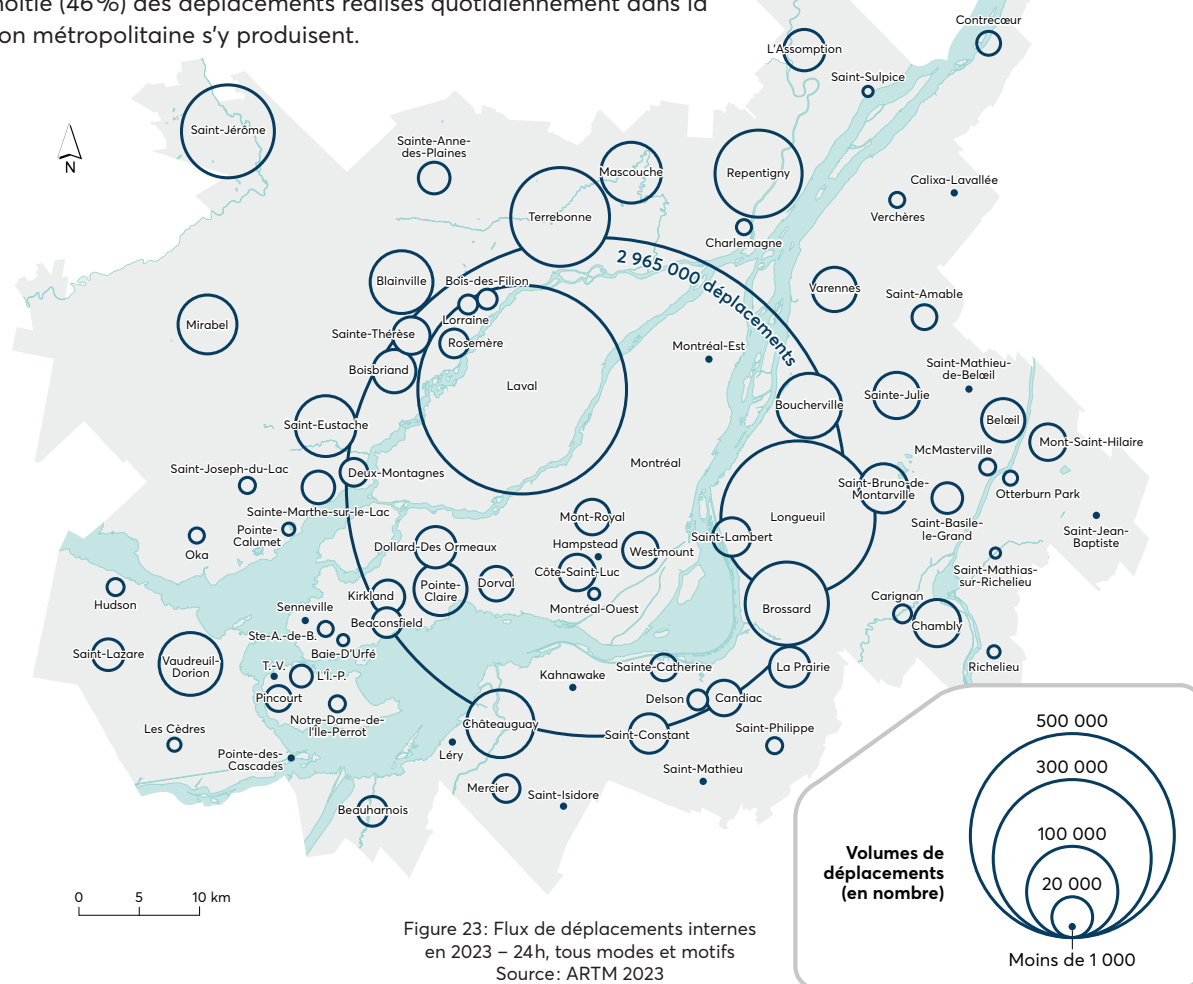 moitié (46 %) des déplacements réalisés quotidiennement dans la
on métropolitaine s'y produisent.
Contrecœur
L'Assomption
Saint-Sulpice
Saint-Jérôme
N
Sainte-Anne-
des-Plaines
Mascouche
Repentigny
Calixa-Lavallée
Verchères
Terrebonne
Charlemagne
2 965 000 déplacements
Blainville
Bois-des-Filion
Varennes
Saint-Amable
Lorraine
Mirabel
Sainte-Thérèse
Rosemère
Montréal-Est
Boisbriand
Saint-Mathieu-
de-Belœil
Laval
Sainte-Julie
Boucherville
Saint-Eustache
Belœil
Mont-Saint-Hilaire
McMasterville
Montréal
Saint-Joseph-du-Lac
Deux-Montagnes
Saint-Bruno-de-
Montarville
Otterburn Park
Sainte-Marthe-sur-le-Lac
Mont-Royal
Longueuil
Saint-Basile-
le-Grand
Saint-Jean-
Baptiste
Pointe-
Calumet
Oka
Dollard-Des Ormeaux
Hampstead
Westmount
Saint-Lambert
Côte-Saint-Luc
Saint-Mathias-
sur-Richelieu
Pointe-
Claire
Dorval
Hudson
Kirkland
Montréal-Ouest
Brossard
Carignan
Senneville
Beaconsfield
Chambly
Ste-A.-de-B.
Baie-D'Urfé
Saint-Lazare
Vaudreuil-
Dorion
T.-V.
L'Î.-P.
Kahnawake
Sainte-Catherine
La Prairie
Richelieu
Pincourt
Delson
Candiac
Notre-Dame-de-
l'Île-Perrot
Châteauguay
Saint-Constant
Saint-Philippe
Les Cèdres
Pointe-des-
Cascades
Léry
Saint-Mathieu
Mercier
Saint-Isidore
Beauharnois
0 5 10 km
500 000
300 000
100 000
20 000
Moins de 1 000
Volumes de
déplacements
(en nombre)
Figure 23 : Flux de déplacements internes
en 2023 – 24h, tous modes et motifs
Source : ARTM 2023